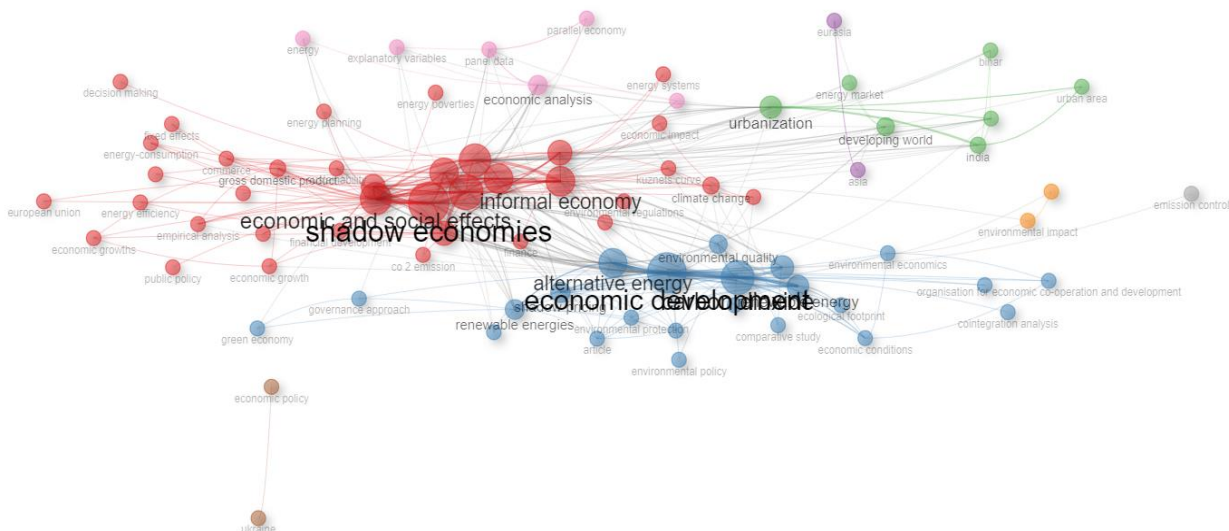 eurasia
parallel economy
energy
explanatory variables
panel data
bihar
decision making
energy systems
energy market
urban area
economic analysis
energy poverties
energy planning
urbanization
fixed effects
economic impact
developing world
energy-consumption
india
commerce
gross domestic product
kuznets curve
asia
climate change
informal economy
european union
energy efficiency
environmental regulations
emission control
economic and social effects
empirical analysis
environmental impact
shadow economies
financial development
finance
economic growths
co 2 emission
environmental quality
environmental economics
public policy
economic growth
alternative energy
organisation for economic co-operation and development
economic development
energy
shadow pricing
governance approach
ecological footprint
renewable energies
cointegration analysis
environmental protection
comparative study
green economy
article
economic conditions
environmental policy
economic policy
ukraine